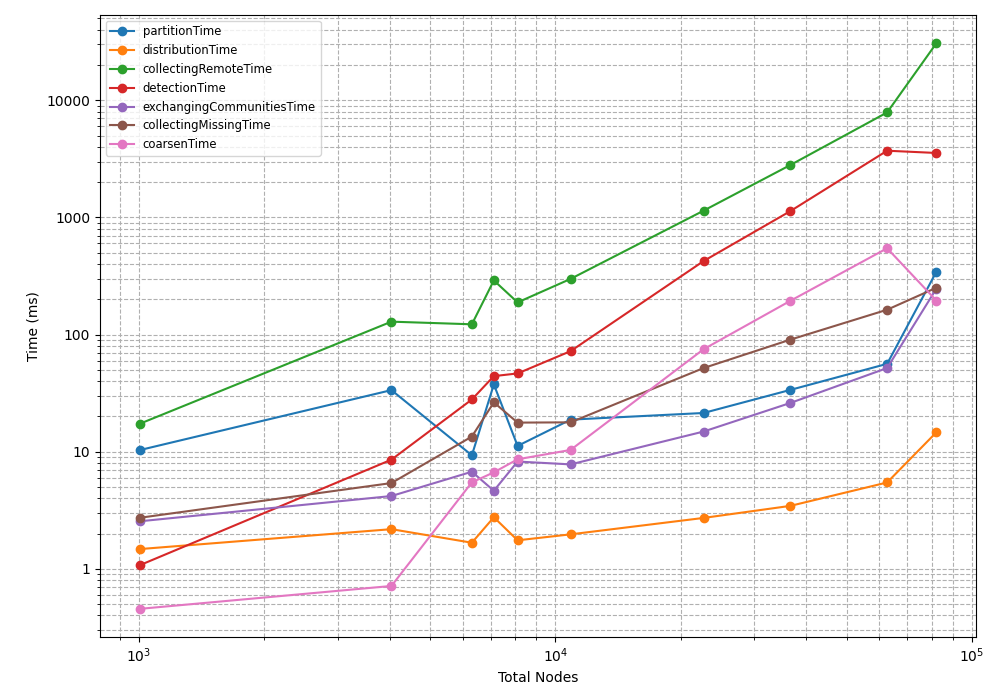 partitionTime
distributionTime
collectingRemoteTime
detectionTime
exchangingCommunitiesTime
collectingMissingTime
coarsenTime
10000
1000
100
10
1
Time (ms)
10³
10⁴
10⁵
Total Nodes